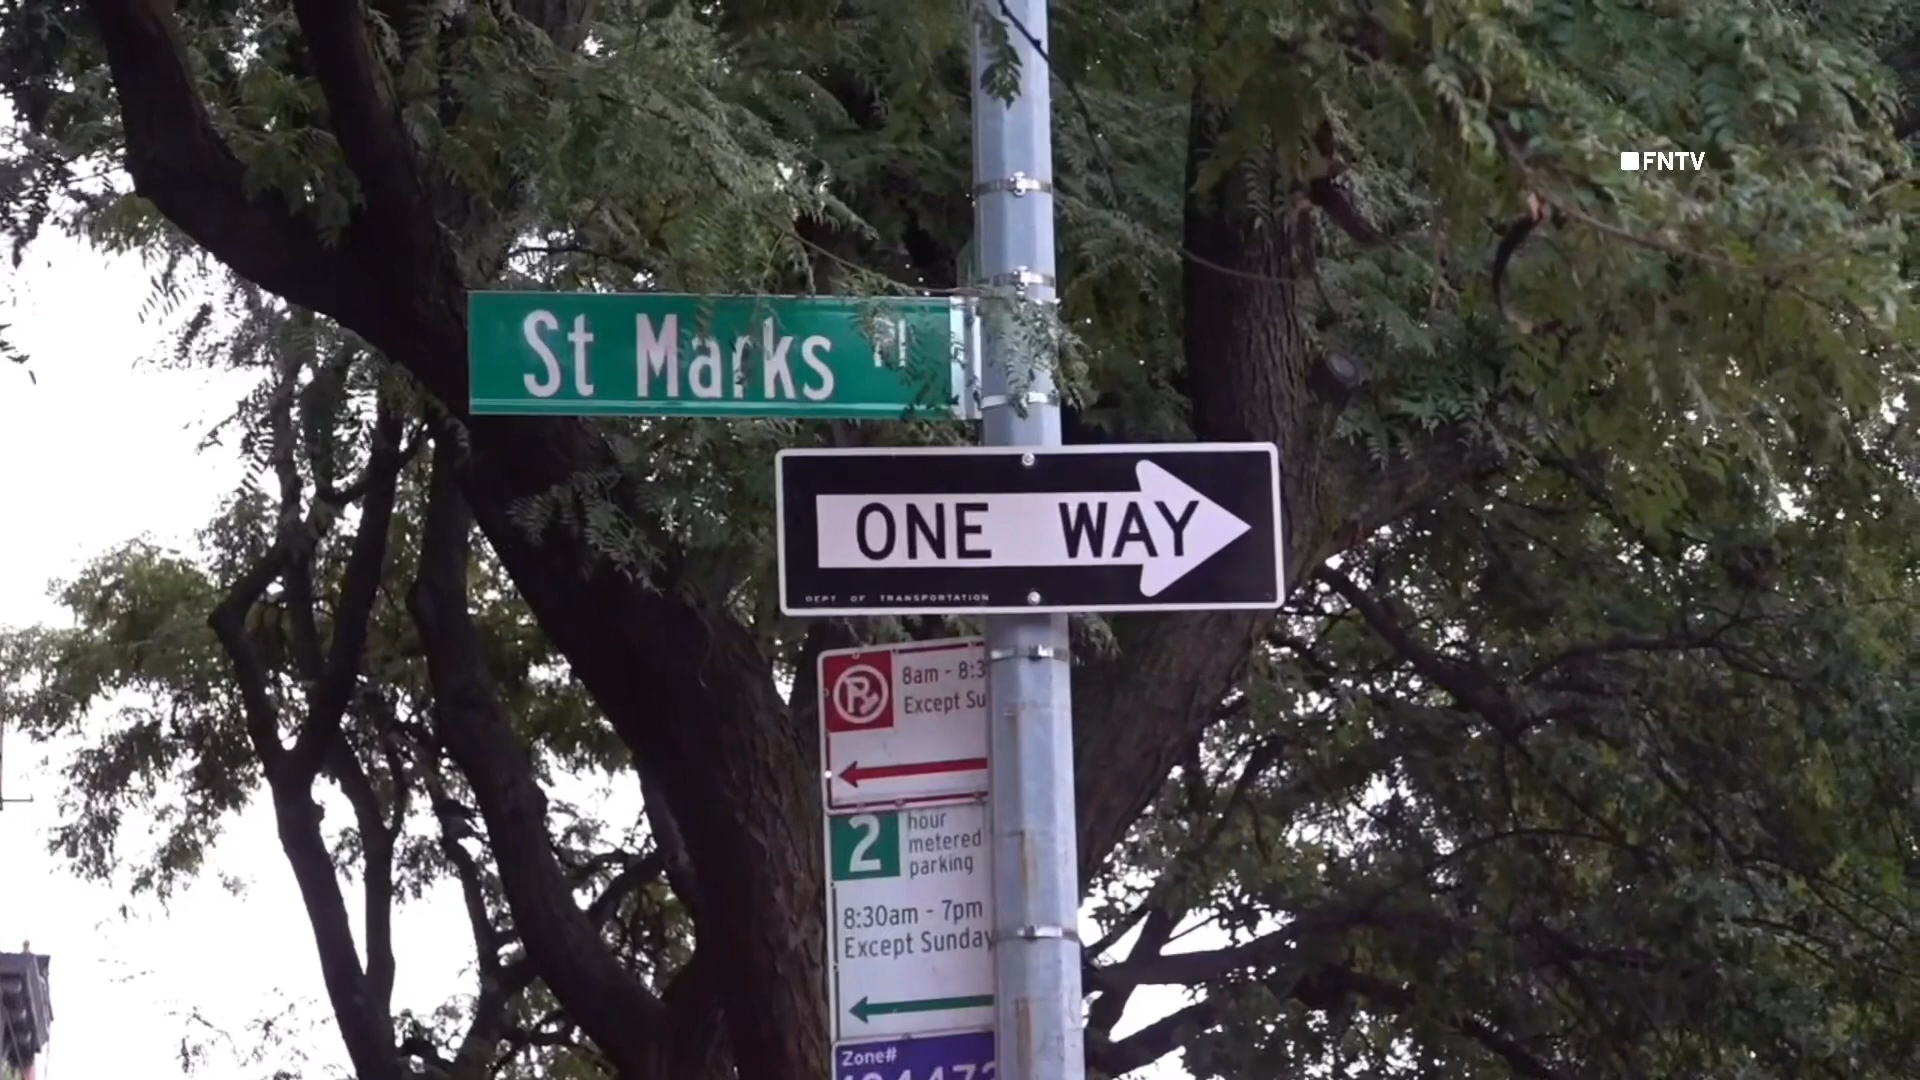 FNTV
St Marks Pl
ONE WAY
DEPT OF TRANSPORTATION
8am - 8:3
Except Su
2 hour
metered
parking
8:30am - 7pm
Except Sunday
Zone#